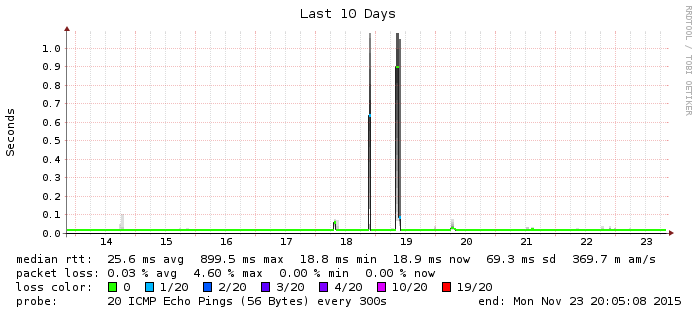 Last 10 Days
RRDTOOL / TOBI OETIKER
Seconds
1.0
0.9
0.8
0.7
0.6
0.5
0.4
0.3
0.2
0.1
0.0
14 15 16 17 18 19 20 21 22 23
median rtt: 25.6 ms avg 899.5 ms max 18.8 ms min 18.9 ms now 69.3 ms sd 369.7 m am/s
packet loss: 0.03 % avg 4.60 % max 0.00 % min 0.00 % now
loss color: 0 1/20 2/20 3/20 4/20 10/20 19/20
probe: 20 ICMP Echo Pings (56 Bytes) every 300s end: Mon Nov 23 20:05:08 2015